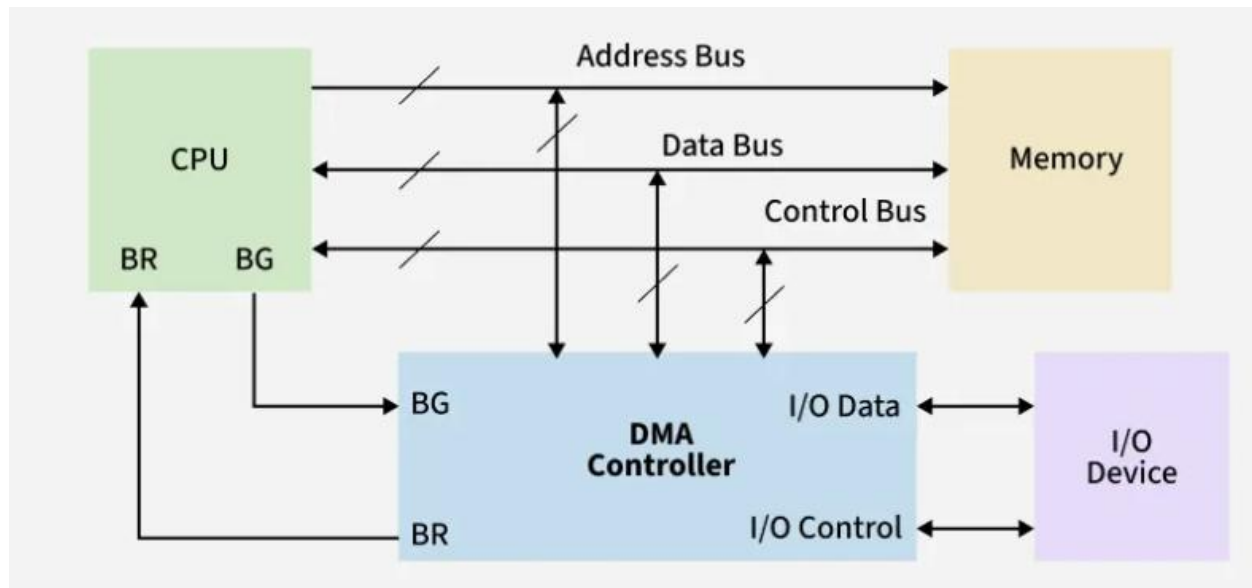 Address Bus
Data Bus
CPU
Memory
Control Bus
BR
BG
BG
I/O Data
DMA
Controller
I/O
Device
BR
I/O Control